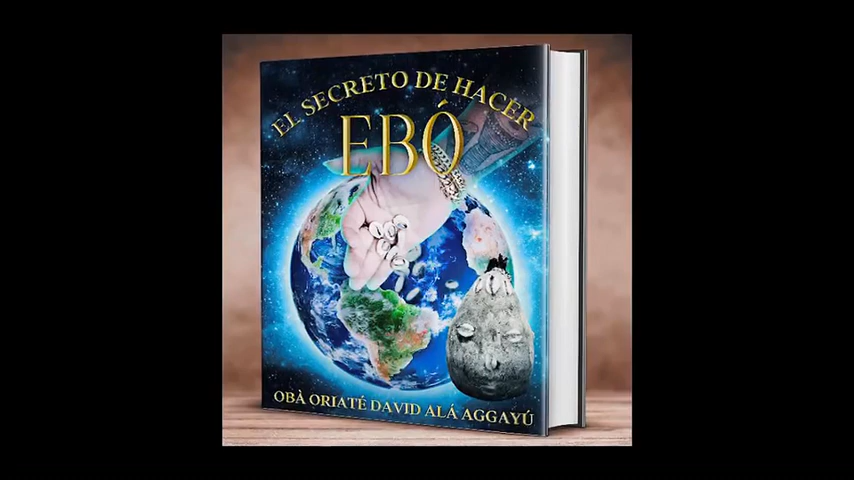 EL SECRETO DE HACER
EBÓ
OBÀ ORIATÉ DAVID ALÁ AGGAYÚ